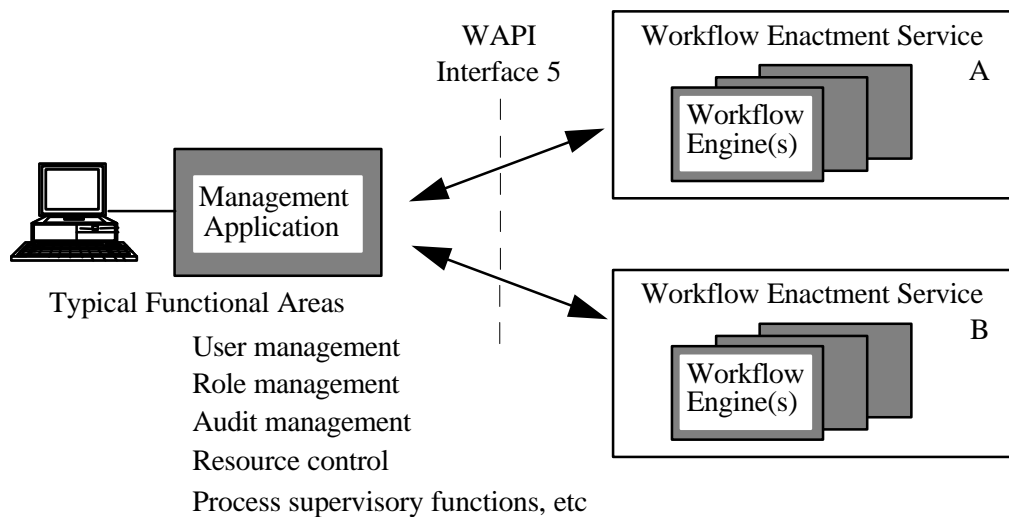 WAPI
Interface 5
Workflow Enactment Service
A
Workflow
Engine(s)
Management
Application
Typical Functional Areas
User management
Role management
Audit management
Resource control
Process supervisory functions, etc
Workflow Enactment Service
B
Workflow
Engine(s)